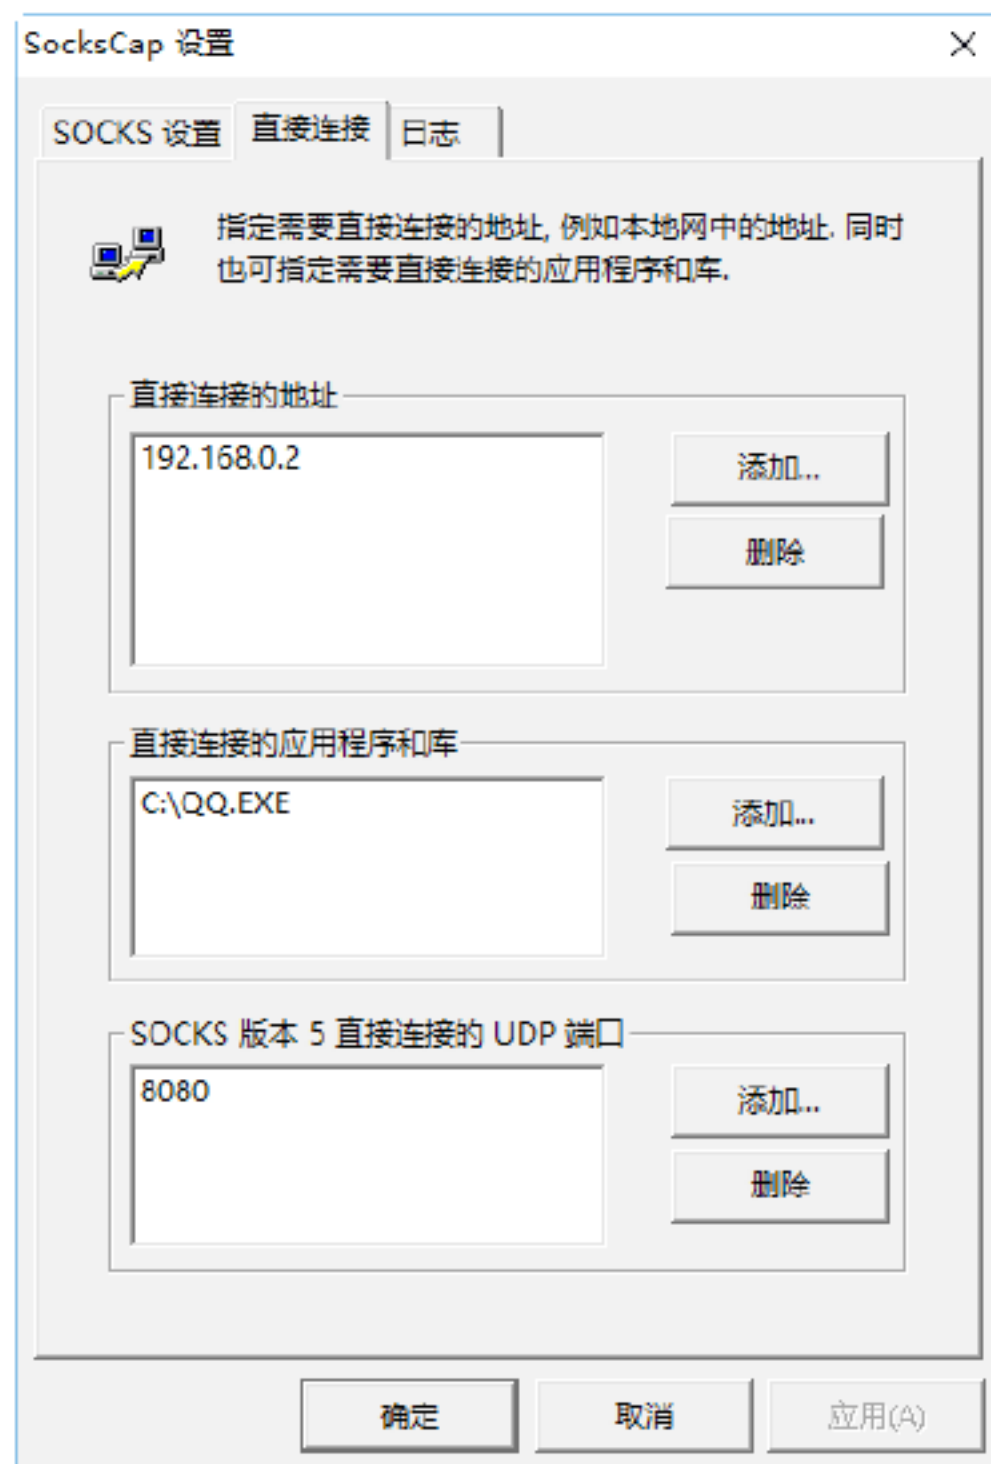 SocksCap 设置
SOCKS 设置 直接连接 日志
指定需要直接连接的地址, 例如本地网中的地址. 同时
也可指定需要直接连接的应用程序和库.
直接连接的地址
192.168.0.2
添加...
删除
直接连接的应用程序和库
C:\QQ.EXE
添加...
删除
SOCKS 版本 5 直接连接的 UDP 端口
8080
添加...
删除
确定 取消 应用(A)